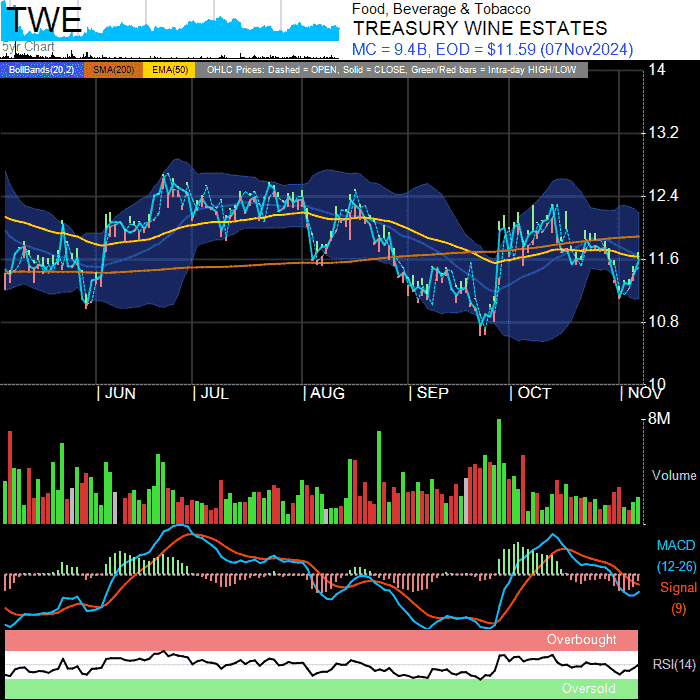 TWE
5yr Chart
Food, Beverage & Tobacco
TREASURY WINE ESTATES
MC = 9.4B, EOD = $11.59 (07Nov2024)
BollBands(20,2) SMA(200) EMA(50) OHLC Prices: Dashed = OPEN, Solid = CLOSE, Green/Red bars = Intra-day HIGH/LOW
14
13.2
12.4
11.6
10.8
10
JUN JUL AUG SEP OCT NOV
8M
Volume
MACD
(12-26)
Signal
(9)
Overbought
RSI(14)
Oversold